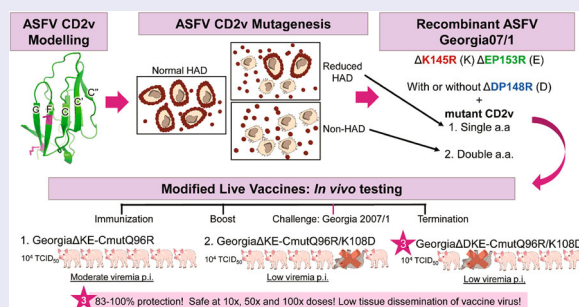 ASFV CD2v
Modelling
G F C C' C"
ASFV CD2v Mutagenesis
Normal HAD
Reduced
HAD
Non-HAD
Recombinant ASFV
Georgia07/1
ΔK145R (K) ΔEP153R (E)
With or without ΔDP148R (D)
+
mutant CD2v
1. Single a.a
2. Double a.a.
Modified Live Vaccines: In vivo testing
Immunization Boost Challenge: Georgia 2007/1 Termination
1. GeorgiaΔKE-CmutQ96R
10⁴ TCID₅₀
Moderate viremia p.i.
2. GeorgiaΔKE-CmutQ96R/K108D
10⁴ TCID₅₀
Low viremia p.i.
3 GeorgiaΔDKE-CmutQ96R/K108D
10⁴ TCID₅₀
Low viremia p.i.
3 83-100% protection! Safe at 10x, 50x and 100x doses! Low tissue dissemination of vaccine virus!